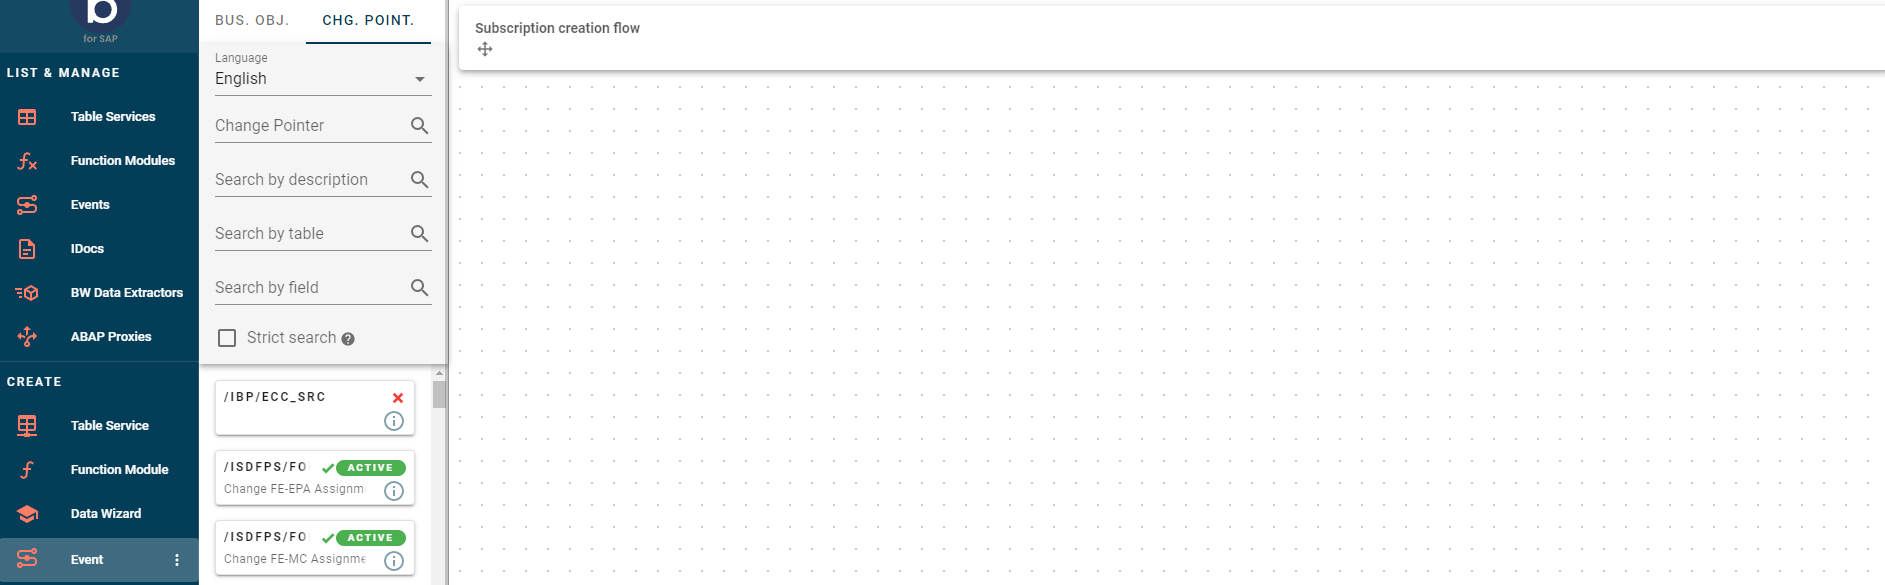 b
for SAP
LIST & MANAGE
Table Services
Function Modules
Events
IDocs
BW Data Extractors
ABAP Proxies
CREATE
Table Service
Function Module
Data Wizard
Event
BUS. OBJ. CHG. POINT.
Language
English
Change Pointer
Search by description
Search by table
Search by field
Strict search ?
/IBP/ECC_SRC
i
/ISDFPS/FO ACTIVE
Change FE-EPA Assignm
i
/ISDFPS/FO ACTIVE
Change FE-MC Assignme
i
Subscription creation flow